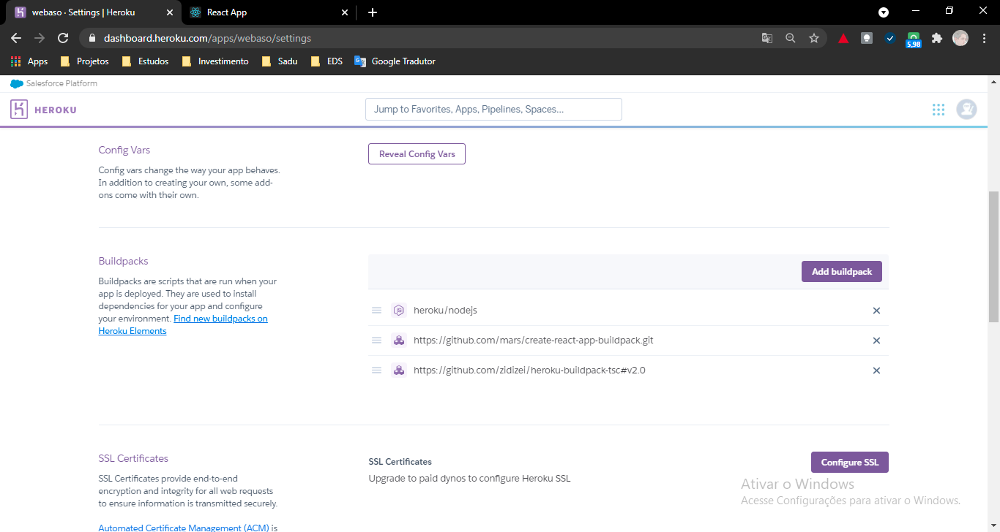 webaso · Settings | Heroku
React App
dashboard.heroku.com/apps/webaso/settings
5,98
Apps
Projetos
Estudos
Investimento
Sadu
EDS
Google Tradutor
Salesforce Platform
HEROKU
Jump to Favorites, Apps, Pipelines, Spaces...
Config Vars
Config vars change the way your app behaves.
In addition to creating your own, some add-
ons come with their own.
Reveal Config Vars
Buildpacks
Buildpacks are scripts that are run when your
app is deployed. They are used to install
dependencies for your app and configure
your environment. Find new buildpacks on
Heroku Elements
Add buildpack
heroku/nodejs
https://github.com/mars/create-react-app-buildpack.git
https://github.com/zidizei/heroku-buildpack-tsc#v2.0
SSL Certificates
SSL Certificates provide end-to-end
encryption and integrity for all web requests
to ensure information is transmitted securely.
Automated Certificate Management (ACM) is
SSL Certificates
Upgrade to paid dynos to configure Heroku SSL
Configure SSL
Ativar o Windows
Acesse Configurações para ativar o Windows.